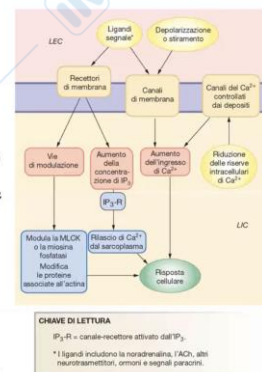 LEC
Ligandi
segnale*
Depolarizzazione
o stiramento
Recettori
di membrana
Canali
di membrana
Canali del Ca2+
controllati
dai depositi
Vie
di modulazione
Aumento
della
concentra-
zione di IP3
Aumento
dell'ingresso
di Ca2+
Riduzione
delle riserve
intracellulari
di Ca2+
IP3-R
LIC
Modula la MLCK
o la miosina
fosfatasi
Modifica
le proteine
associate all'actina
Rilascio di Ca2+
dal sarcoplasma
Risposta
cellulare
CHIAVE DI LETTURA
IP3-R = canale-recettore attivato dall'IP3.
* I ligandi includono la noradrenalina, l'ACh, altri
neurotrasmettitori, ormoni e segnali paracrini.